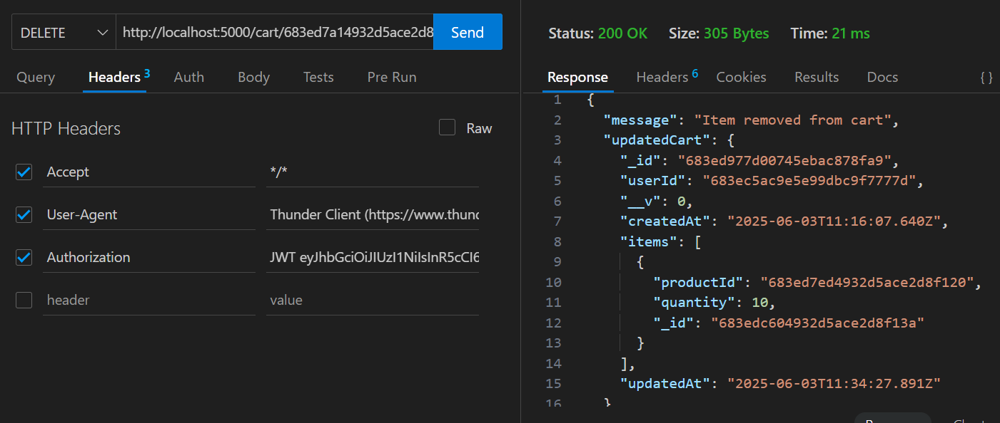 DELETE http://localhost:5000/cart/683ed7a14932d5ace2d8 Send
Query Headers 3 Auth Body Tests Pre Run
HTTP Headers Raw
Accept */*
User-Agent Thunder Client (https://www.thunc
Authorization JWT eyJhbGciOiJIUzI1NiIsInR5cCI6
header value
Status: 200 OK Size: 305 Bytes Time: 21 ms
Response Headers 6 Cookies Results Docs { }
1 {
2 "message": "Item removed from cart",
3 "updatedCart": {
4 "_id": "683ed977d00745ebac878fa9",
5 "userId": "683ec5ac9e5e99dbc9f7777d",
6 "__v": 0,
7 "createdAt": "2025-06-03T11:16:07.640Z",
8 "items": [
9 {
10 "productId": "683ed7ed4932d5ace2d8f120",
11 "quantity": 10,
12 "_id": "683edc604932d5ace2d8f13a"
13 }
14 ],
15 "updatedAt": "2025-06-03T11:34:27.891Z"
16 }